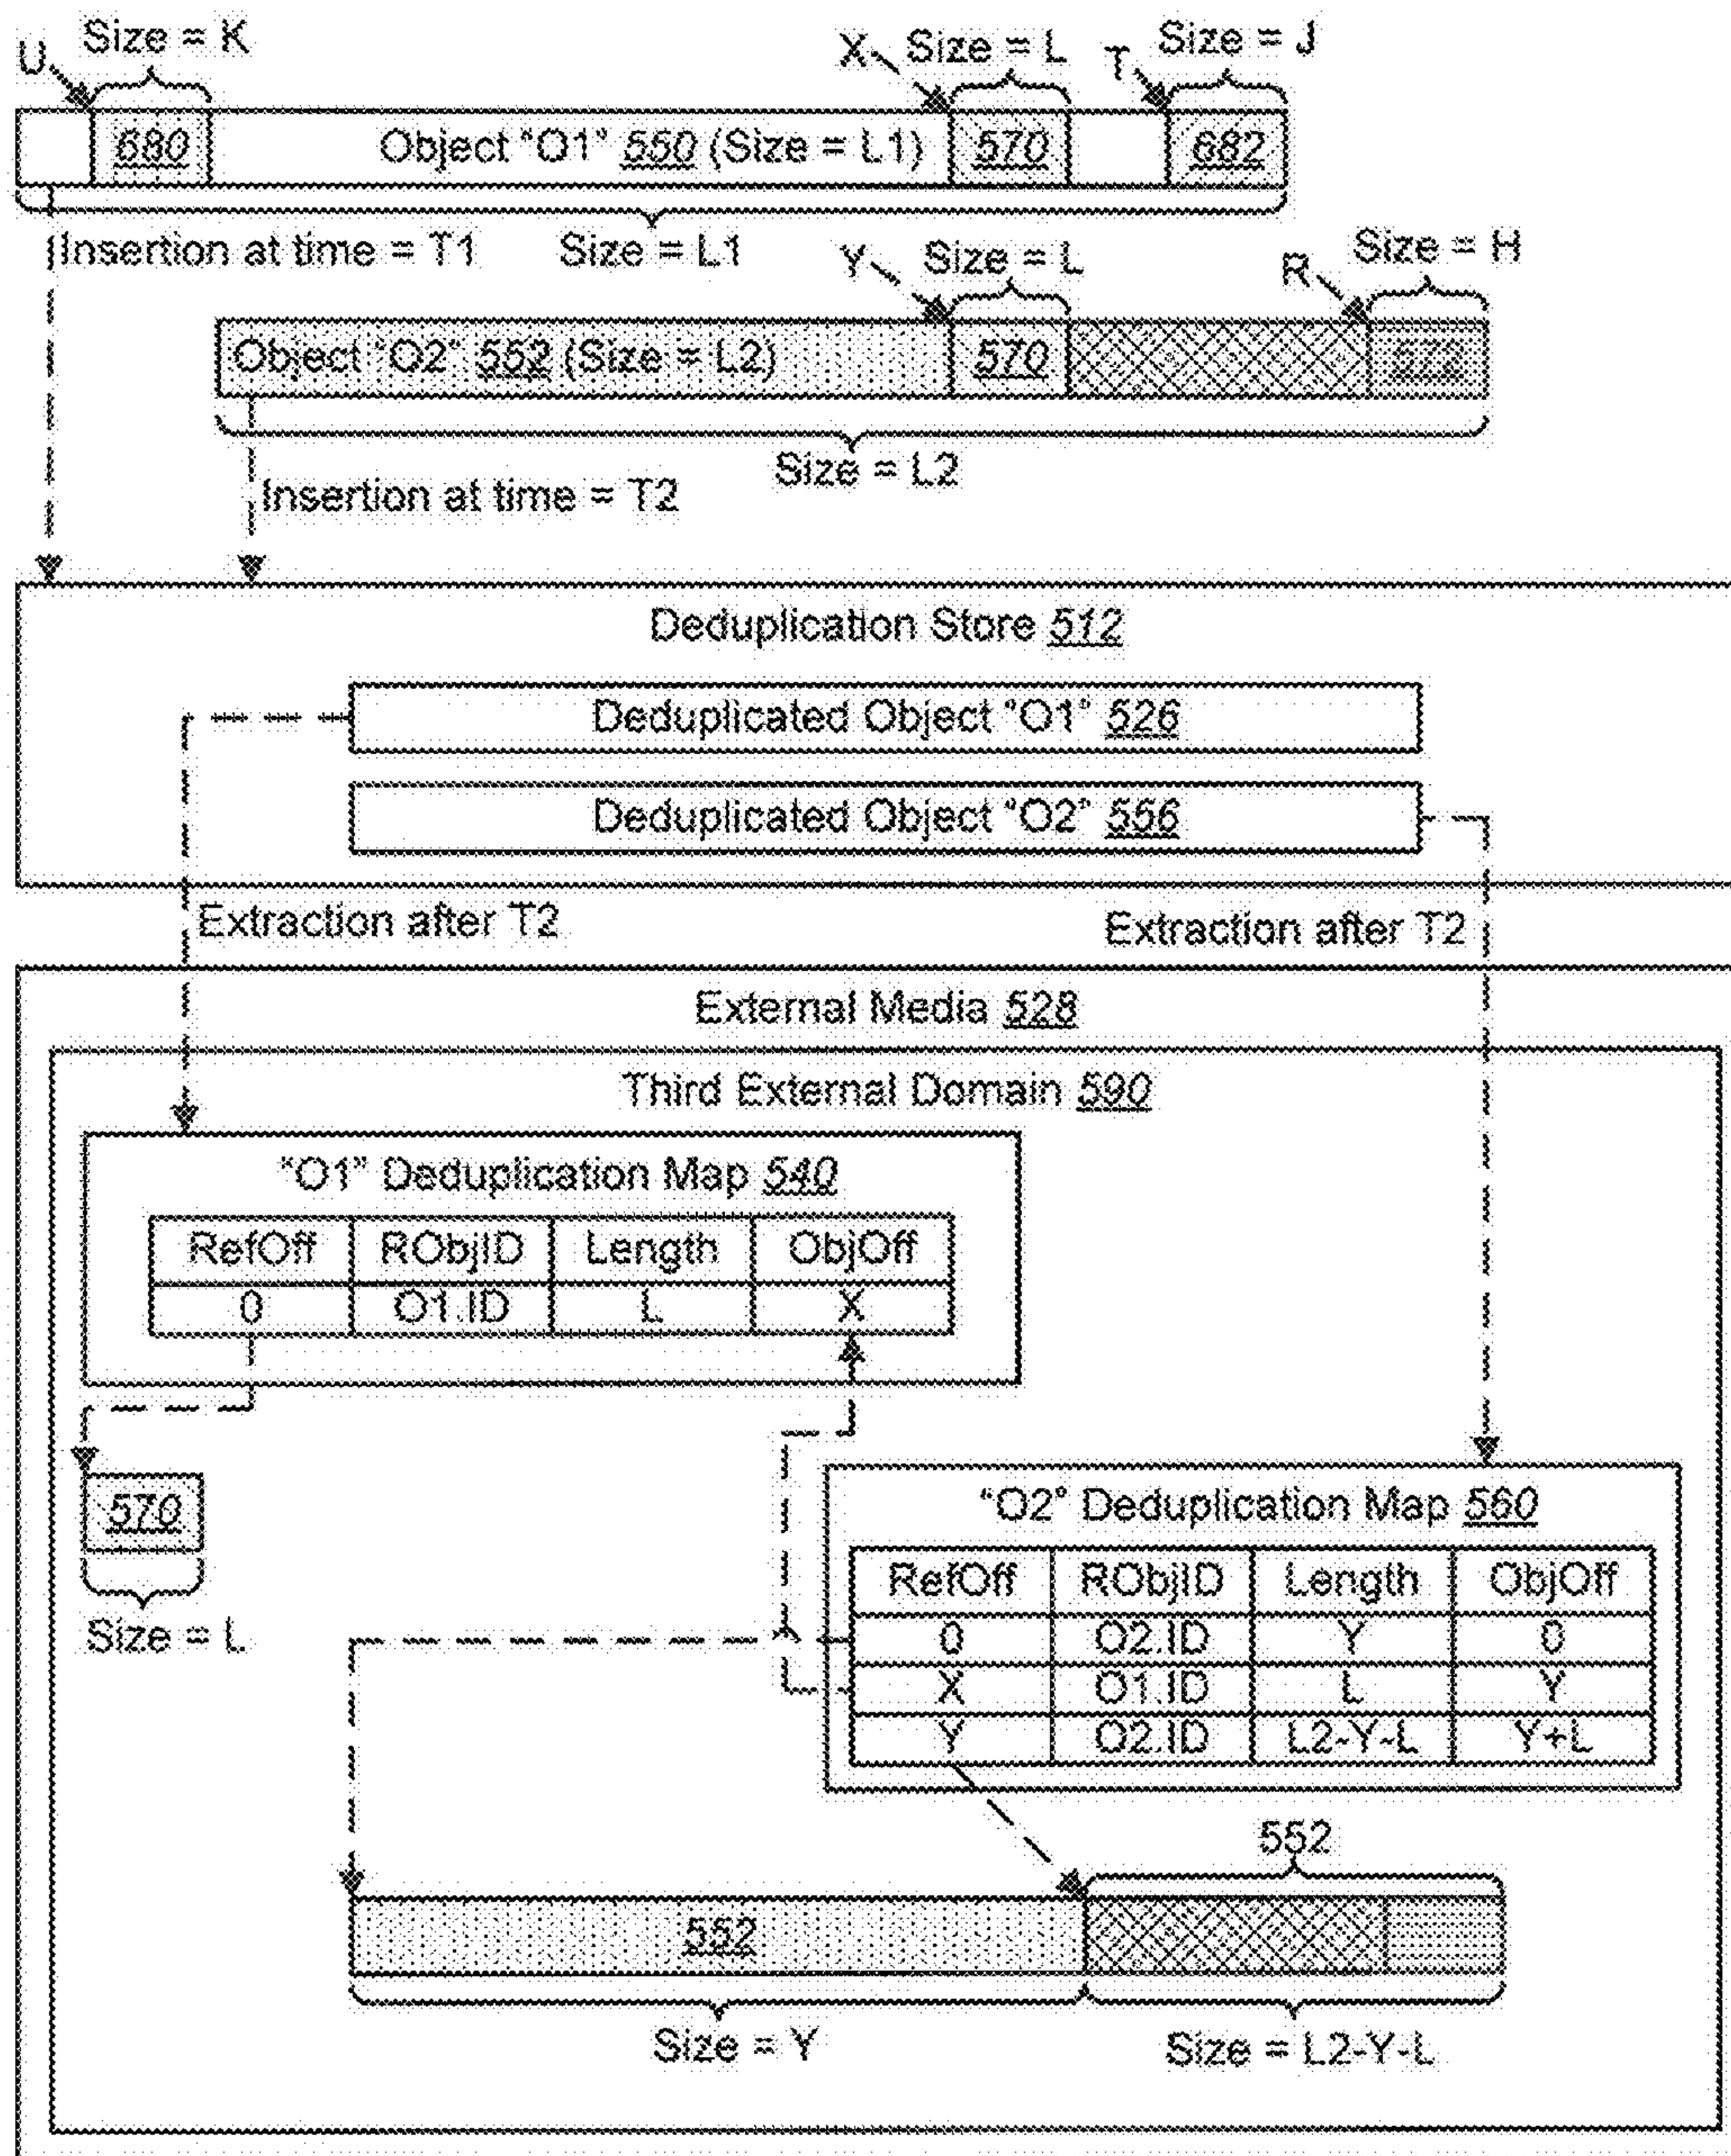 Size = K
Size = L
Size = J
U
X
T
680
Object "O1" 550 (Size = L1)
570
682
Insertion at time = T1
Size = L1
Y
Size = L
R
Size = H
Object "O2" 552 (Size = L2)
570
Size = L2
Insertion at time = T2
Deduplication Store 512
Deduplicated Object "O1" 526
Deduplicated Object "O2" 556
Extraction after T2
Extraction after T2
External Media 528
Third External Domain 590
"O1" Deduplication Map 540
RefOff RObjID Length ObjOff
0 O1.ID L X
570
Size = L
"O2" Deduplication Map 560
RefOff RObjID Length ObjOff
0 O2.ID Y 0
X O1.ID L Y
Y O2.ID L2-Y-L Y+L
552
552
Size = Y
Size = L2-Y-L